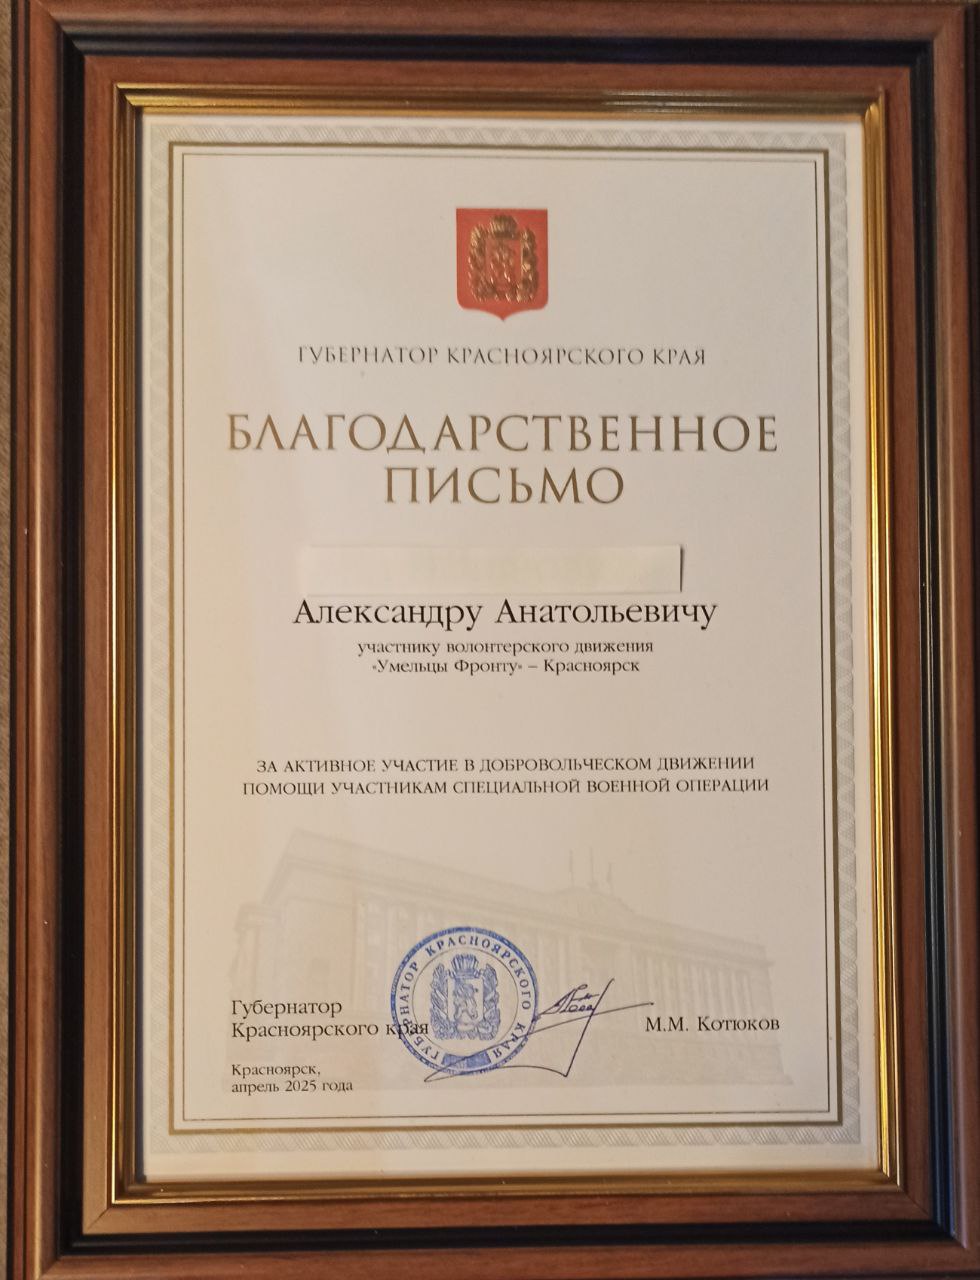 ГУБЕРНАТОР КРАСНОЯРСКОГО КРАЯ
БЛАГОДАРСТВЕННОЕ
ПИСЬМО
Александру Анатольевичу
участнику волонтерского движения
«Умельцы Фронту» – Красноярск
ЗА АКТИВНОЕ УЧАСТИЕ В ДОБРОВОЛЬЧЕСКОМ ДВИЖЕНИИ
ПОМОЩИ УЧАСТНИКАМ СПЕЦИАЛЬНОЙ ВОЕННОЙ ОПЕРАЦИИ
Губернатор
Красноярского края
ГУБЕРНАТОР КРАСНОЯРСКОГО КРАЯ
М.М. Котюков
Красноярск,
апрель 2025 года